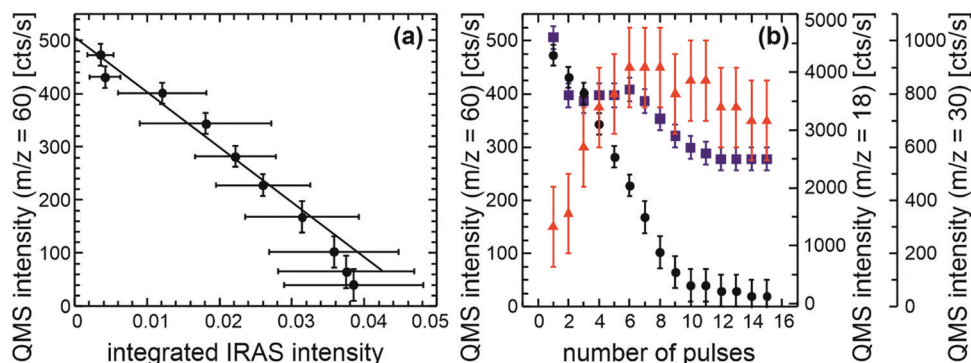 (a)
QMS intensity (m/z = 60) [cts/s]
500
400
300
200
100
0
0 0.01 0.02 0.03 0.04 0.05
integrated IRAS intensity
(b)
QMS intensity (m/z = 60) [cts/s]
500
400
300
200
100
0
0 2 4 6 8 10 12 14 16
number of pulses
5000
4000
3000
2000
1000
0
QMS intensity (m/z = 18) [cts/s]
1000
800
600
400
200
0
QMS intensity (m/z = 30) [cts/s]